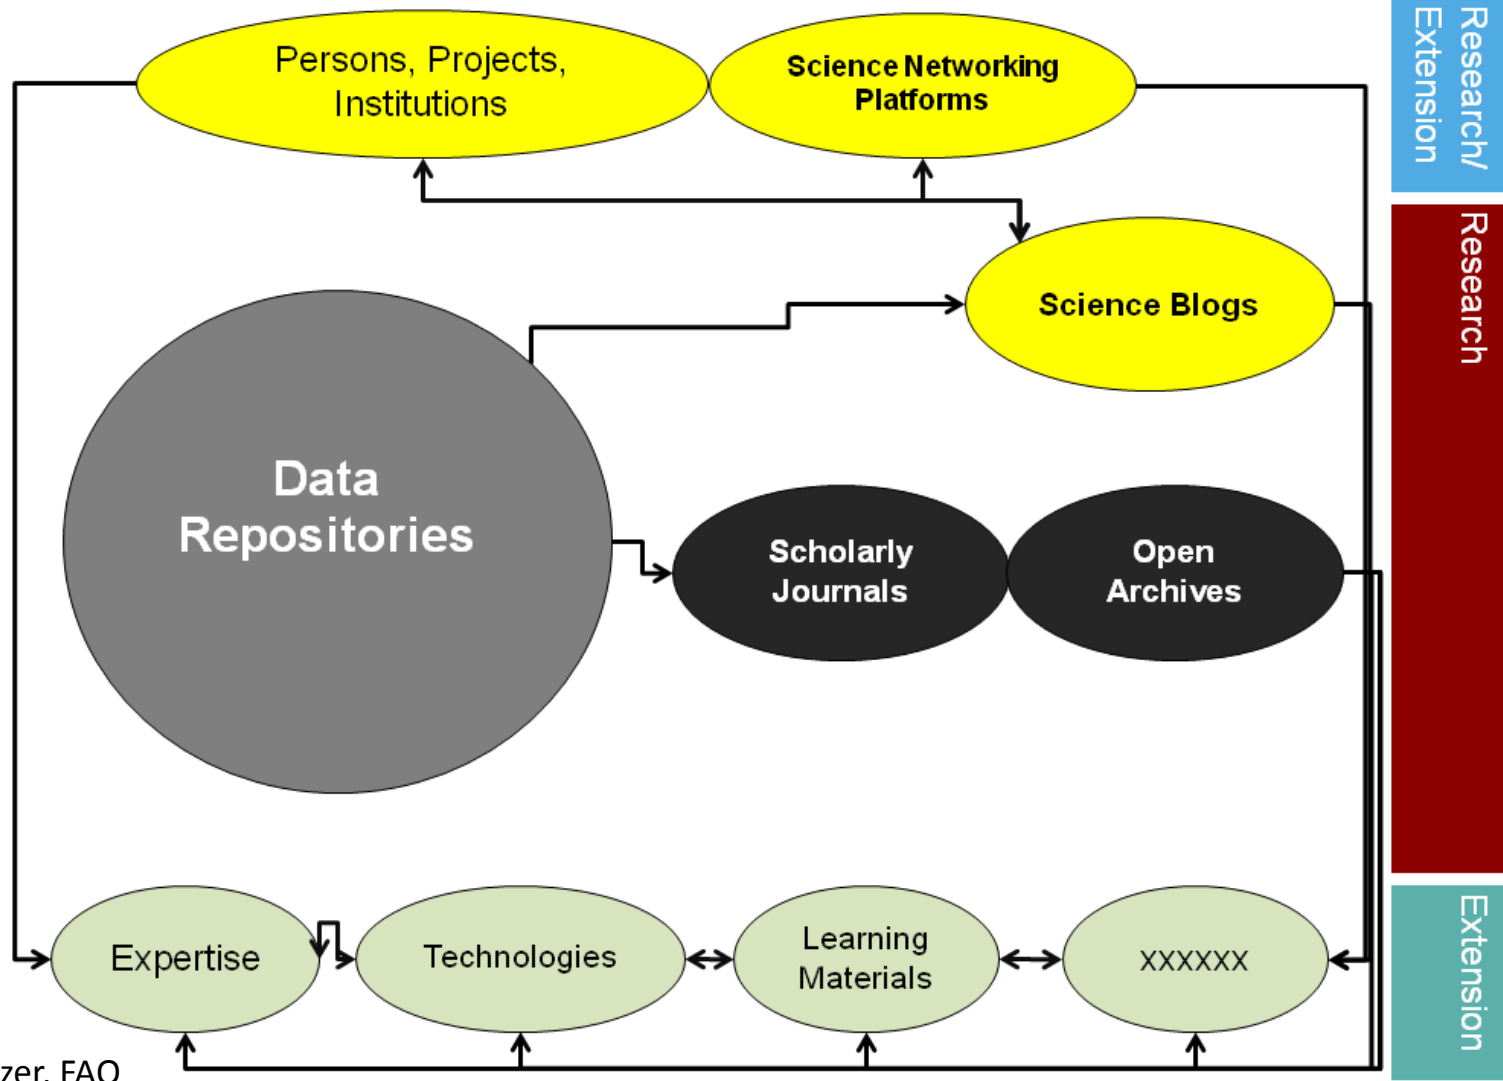 Persons, Projects,
Institutions
Science Networking
Platforms
Research/
Extension
Science Blogs
Research
Data
Repositories
Scholarly
Journals
Open
Archives
Expertise
Technologies
Learning
Materials
xxxxxx
Extension
zer, FAO